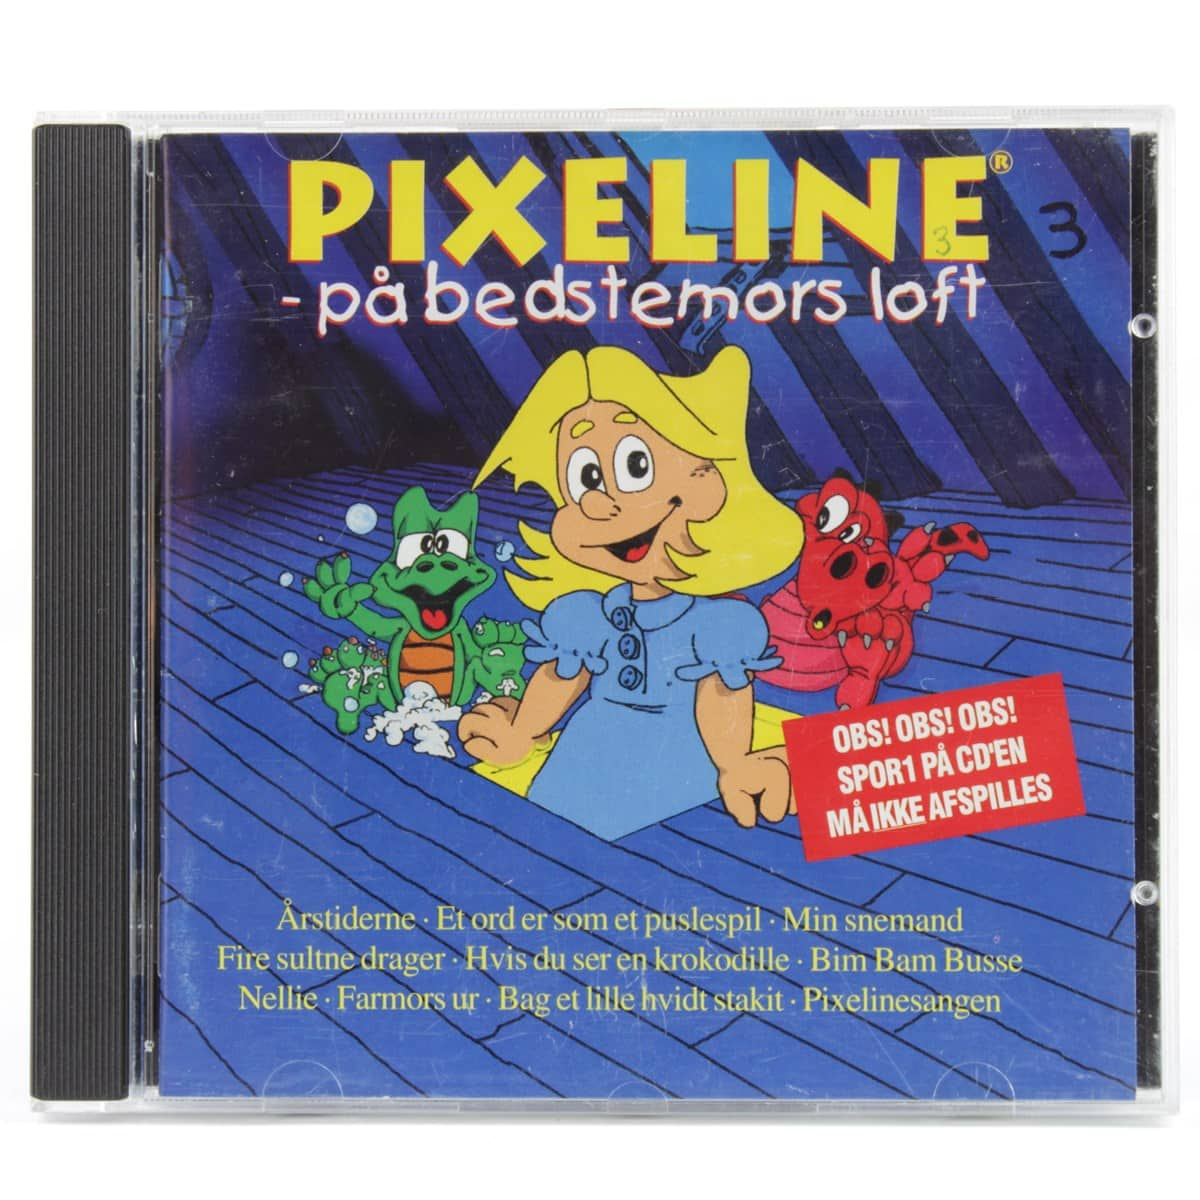 PIXELINE®
3
3
- på bedstemors loft
OBS! OBS! OBS!
SPOR1 PÅ CD'EN
MÅ IKKE AFSPILLES
Årstiderne · Et ord er som et puslespil · Min snemand
Fire sultne drager · Hvis du ser en krokodille · Bim Bam Busse
Nellie · Farmors ur · Bag et lille hvidt stakit · Pixelinesangen